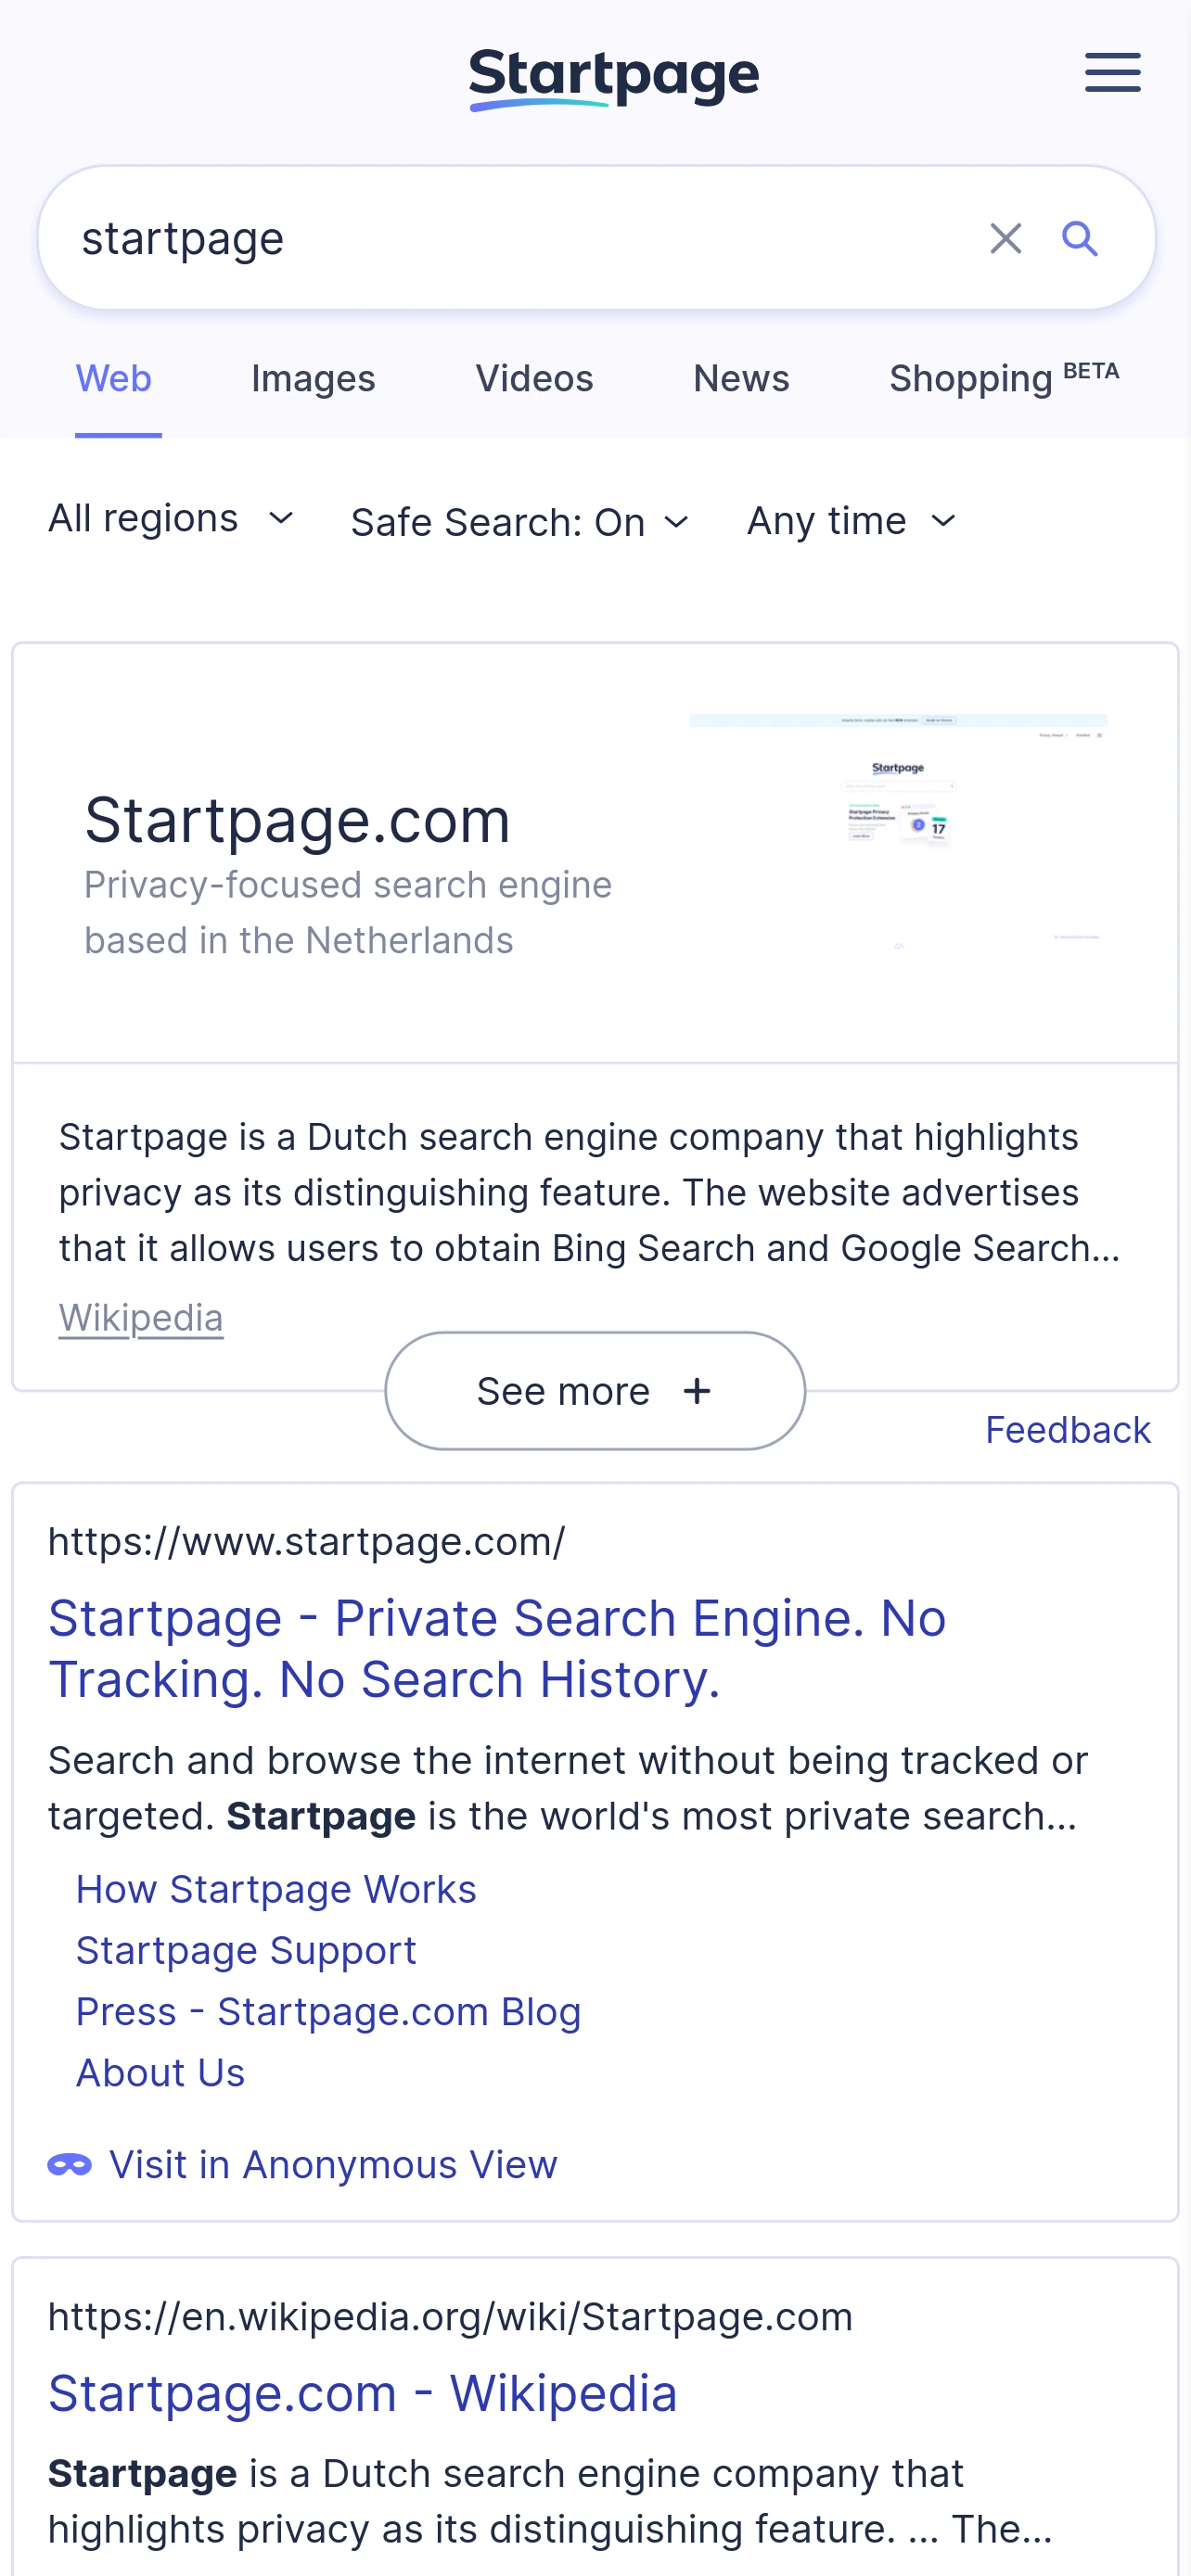 Startpage
startpage
Web Images Videos News Shopping BETA
All regions Safe Search: On Any time
Startpage
17
Startpage.com
Privacy-focused search engine
based in the Netherlands
Startpage is a Dutch search engine company that highlights
privacy as its distinguishing feature. The website advertises
that it allows users to obtain Bing Search and Google Search...
Wikipedia
See more +
Feedback
https://www.startpage.com/
Startpage - Private Search Engine. No
Tracking. No Search History.
Search and browse the internet without being tracked or
targeted. Startpage is the world's most private search...
How Startpage Works
Startpage Support
Press - Startpage.com Blog
About Us
Visit in Anonymous View
https://en.wikipedia.org/wiki/Startpage.com
Startpage.com - Wikipedia
Startpage is a Dutch search engine company that
highlights privacy as its distinguishing feature. ... The...